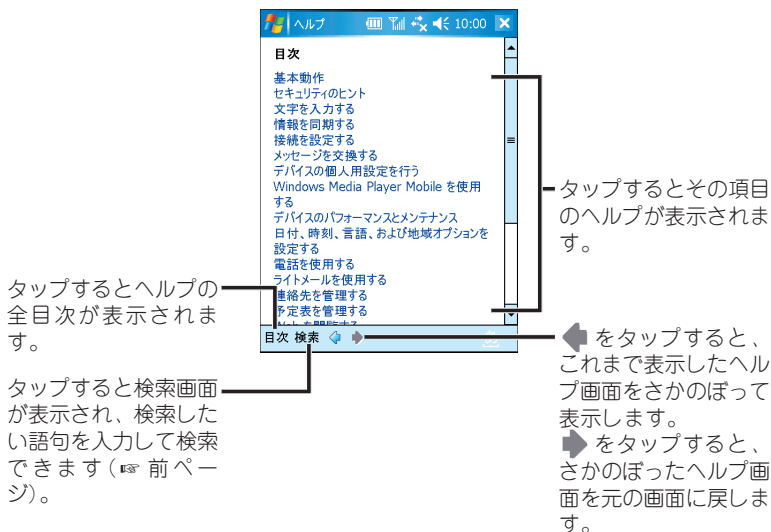 ヘルプ 10:00
目次
基本動作
セキュリティのヒント
文字を入力する
情報を同期する
接続を設定する
メッセージを交換する
デバイスの個人用設定を行う
Windows Media Player Mobile を使用
する
デバイスのパフォーマンスとメンテナンス
日付、時刻、言語、および地域オプションを
設定する
電話を使用する
ライトメールを使用する
連絡先を管理する
予定表を管理する
Web を閲覧する
目次 検索
タップするとその項目
のヘルプが表示されま
す。
タップするとヘルプの
全目次が表示されま
す。
タップすると検索画面
が表示され、検索した
い語句を入力して検索
できます(☞ 前ペー
ジ)。
をタップすると、
これまで表示したヘル
プ画面をさかのぼって
表示します。
をタップすると、
さかのぼったヘルプ画
面を元の画面に戻しま
す。